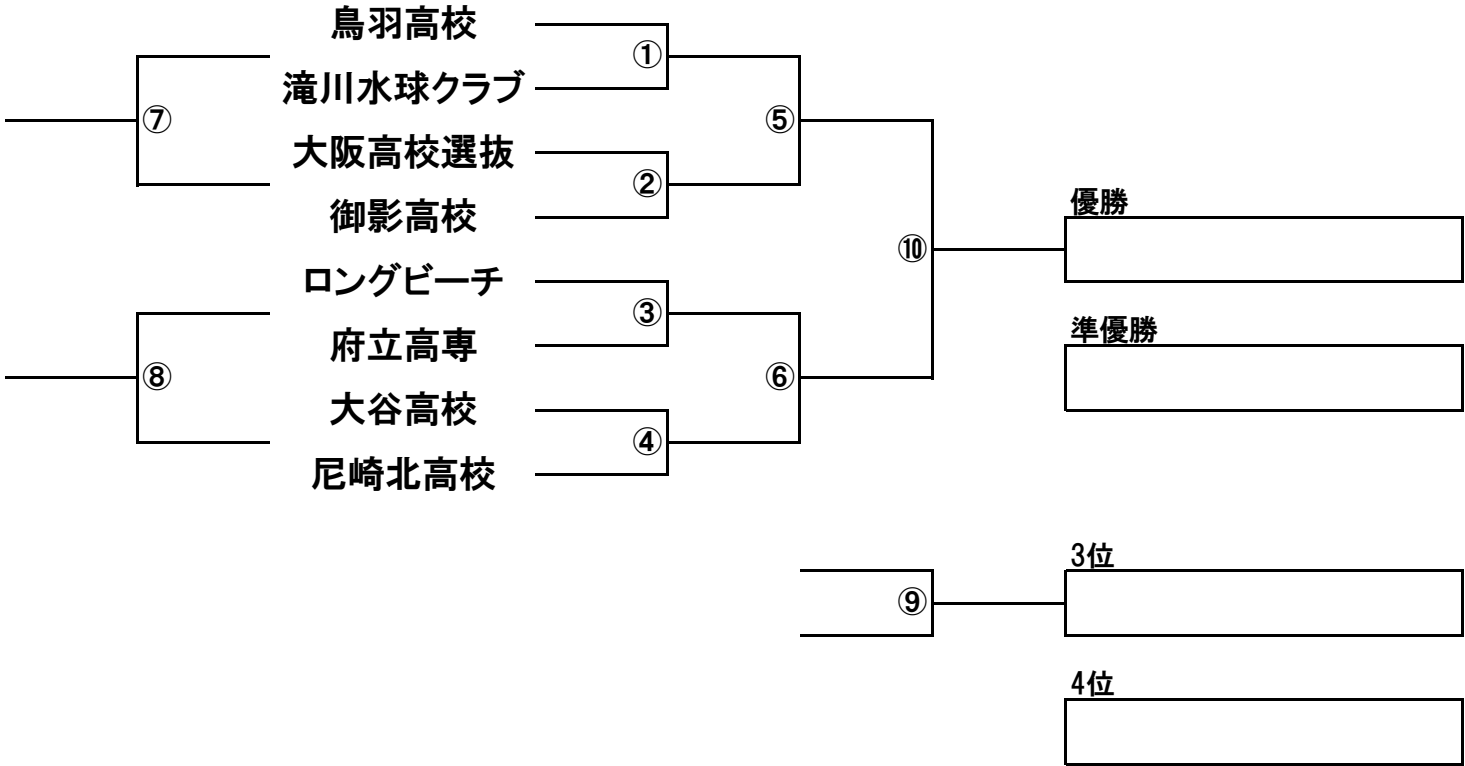 鳥羽高校
①
滝川水球クラブ
⑦
⑤
大阪高校選抜
②
御影高校
優勝
⑩
ロングビーチ
③
府立高専
準優勝
⑧
⑥
大谷高校
④
尼崎北高校
3位
⑨
4位